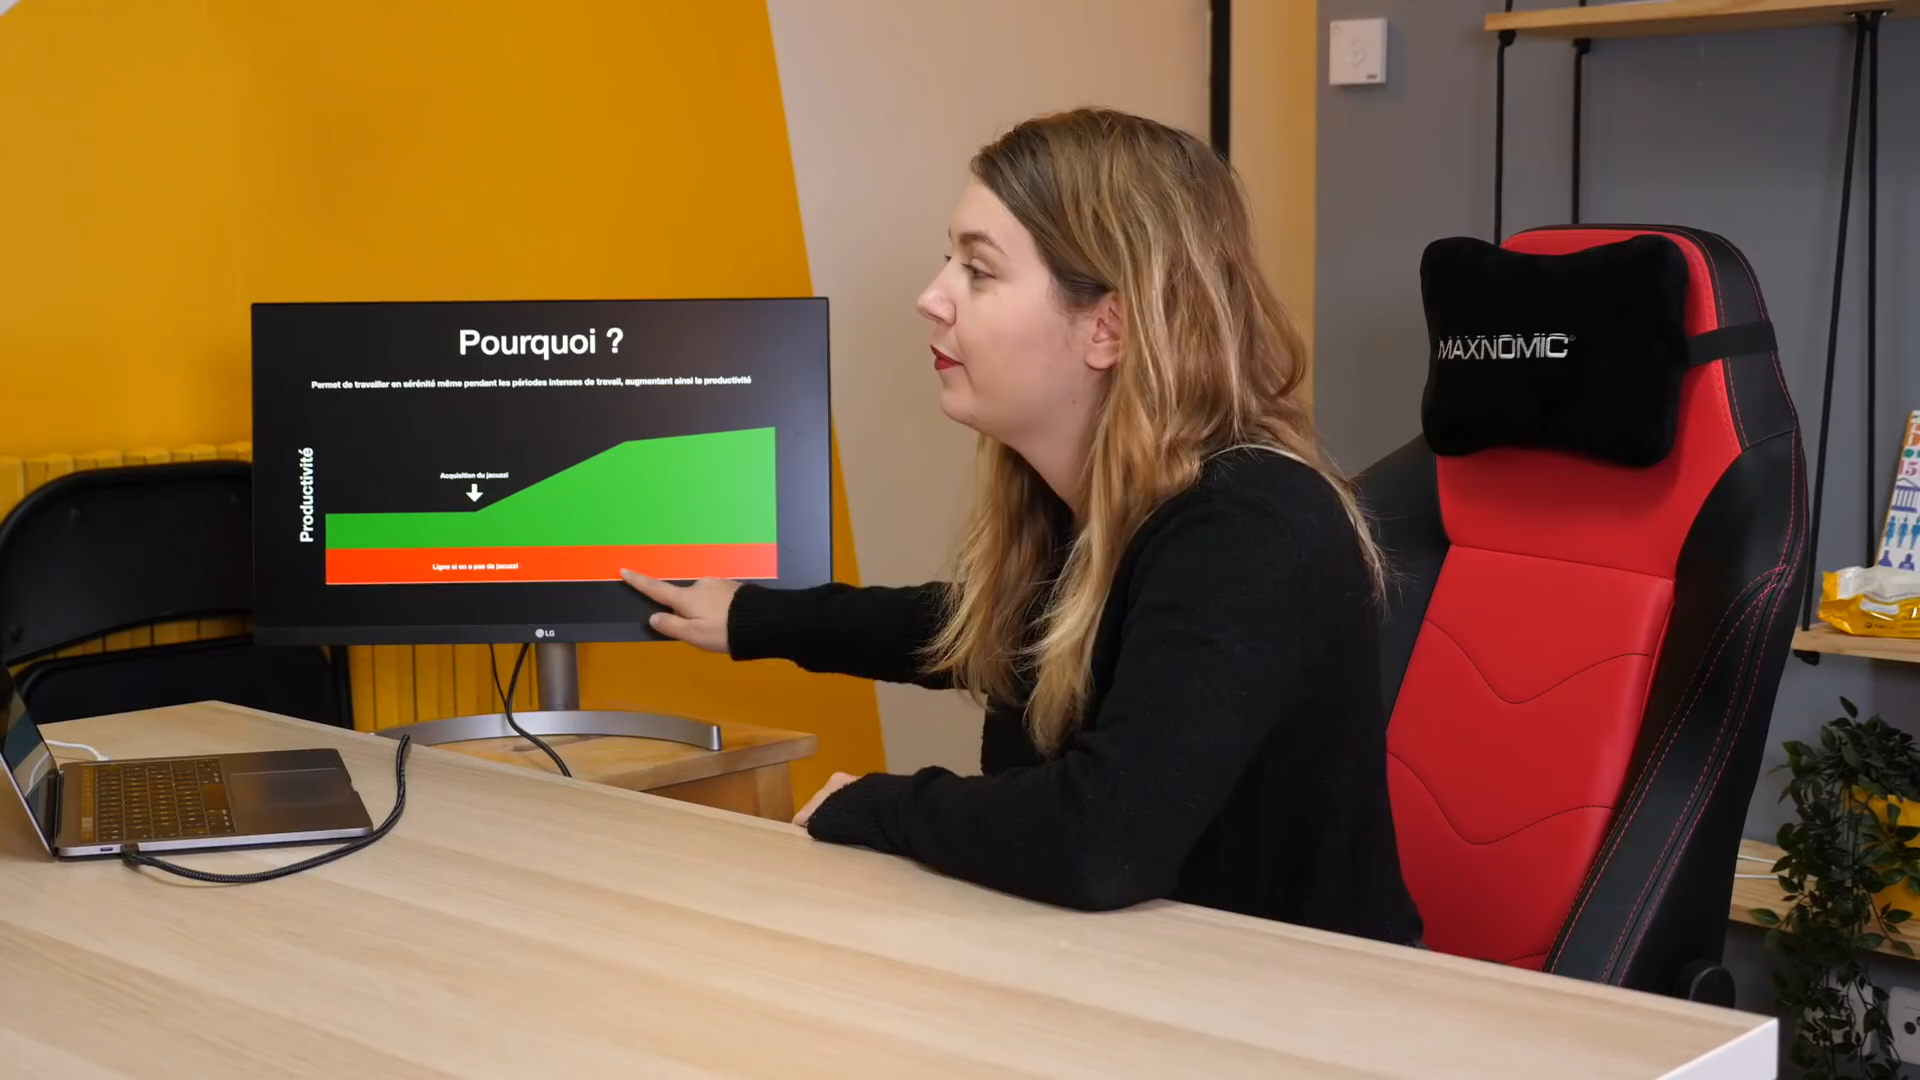 Pourquoi ?
Permet de travailler en sérénité même pendant les périodes intenses de travail, augmentant ainsi la productivité
Productivité
Acquisition du jacuzzi
Ligne si on a pas de jacuzzi
LG
MAXNOMIC®